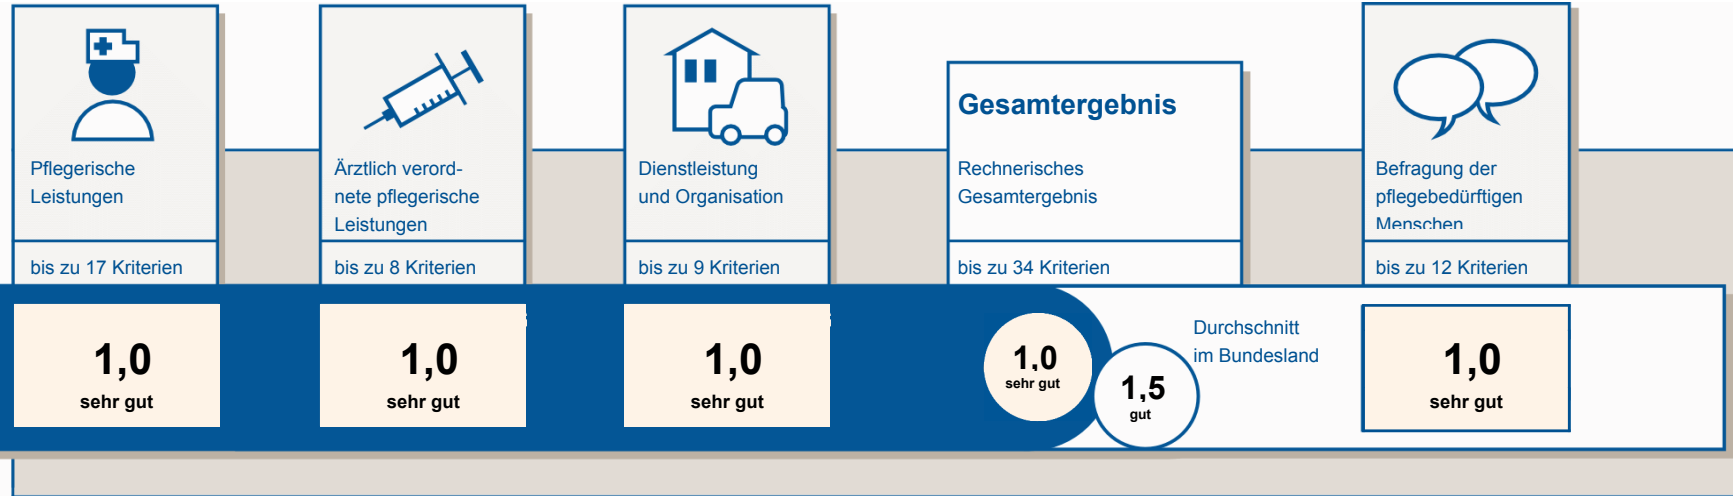 Pflegerische
Leistungen
bis zu 17 Kriterien
1,0
sehr gut
Ärztlich verord-
nete pflegerische
Leistungen
bis zu 8 Kriterien
1,0
sehr gut
Dienstleistung
und Organisation
bis zu 9 Kriterien
1,0
sehr gut
Gesamtergebnis
Rechnerisches
Gesamtergebnis
bis zu 34 Kriterien
1,0
sehr gut
1,5
gut
Durchschnitt
im Bundesland
Befragung der
pflegebedürftigen
Menschen
bis zu 12 Kriterien
1,0
sehr gut